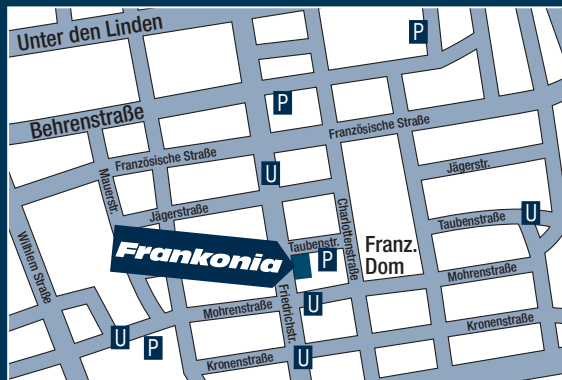 Unter den Linden
P
P
Behrenstraße
Französische Straße
Französische Straße
U
Mauerstr.
Jägerstr.
Jägerstraße
Charlottenstraße
Taubenstraße
U
Wilhlem Straße
Frankonia
Taubenstr.
P
Franz.
Dom
Mohrenstraße
Friedrichstr.
Mohrenstraße
U
Kronenstraße
U
P
Kronenstraße
U